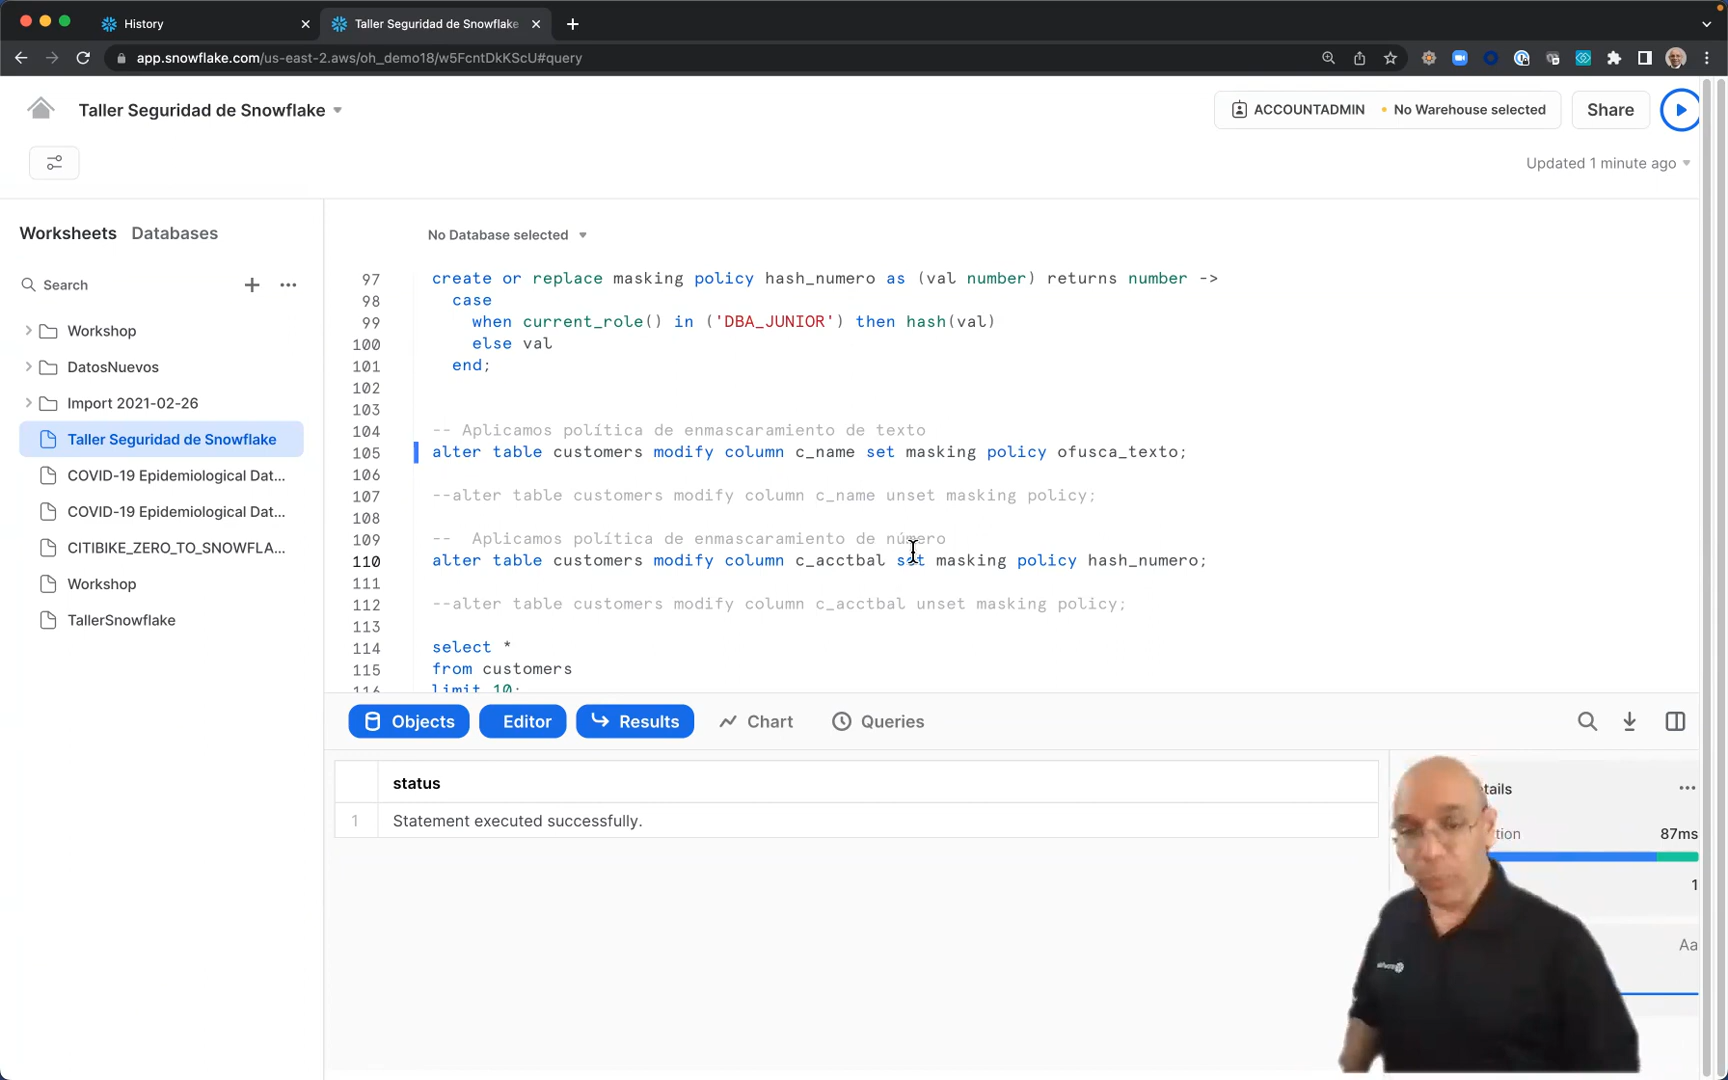 History
Taller Seguridad de Snowflake
app.snowflake.com/us-east-2.aws/oh_demo18/w5FcntDkKScU#query
Taller Seguridad de Snowflake
ACCOUNTADMIN
No Warehouse selected
Share
Updated 1 minute ago
Worksheets
Databases
No Database selected
Search
Workshop
DatosNuevos
Import 2021-02-26
Taller Seguridad de Snowflake
COVID-19 Epidemiological Dat...
COVID-19 Epidemiological Dat...
CITIBIKE_ZERO_TO_SNOWFLA...
Workshop
TallerSnowflake
97 create or replace masking policy hash_numero as (val number) returns number ->
98 case
99 when current_role() in ('DBA_JUNIOR') then hash(val)
100 else val
101 end;
102
103
104 -- Aplicamos política de enmascaramiento de texto
105 alter table customers modify column c_name set masking policy ofusca_texto;
106
107 --alter table customers modify column c_name unset masking policy;
108
109 -- Aplicamos política de enmascaramiento de número
110 alter table customers modify column c_acctbal set masking policy hash_numero;
111
112 --alter table customers modify column c_acctbal unset masking policy;
113
114 select *
115 from customers
116 limit 10;
Objects
Editor
Results
Chart
Queries
status
1 Statement executed successfully.
tails
tion
87ms
1
Aa